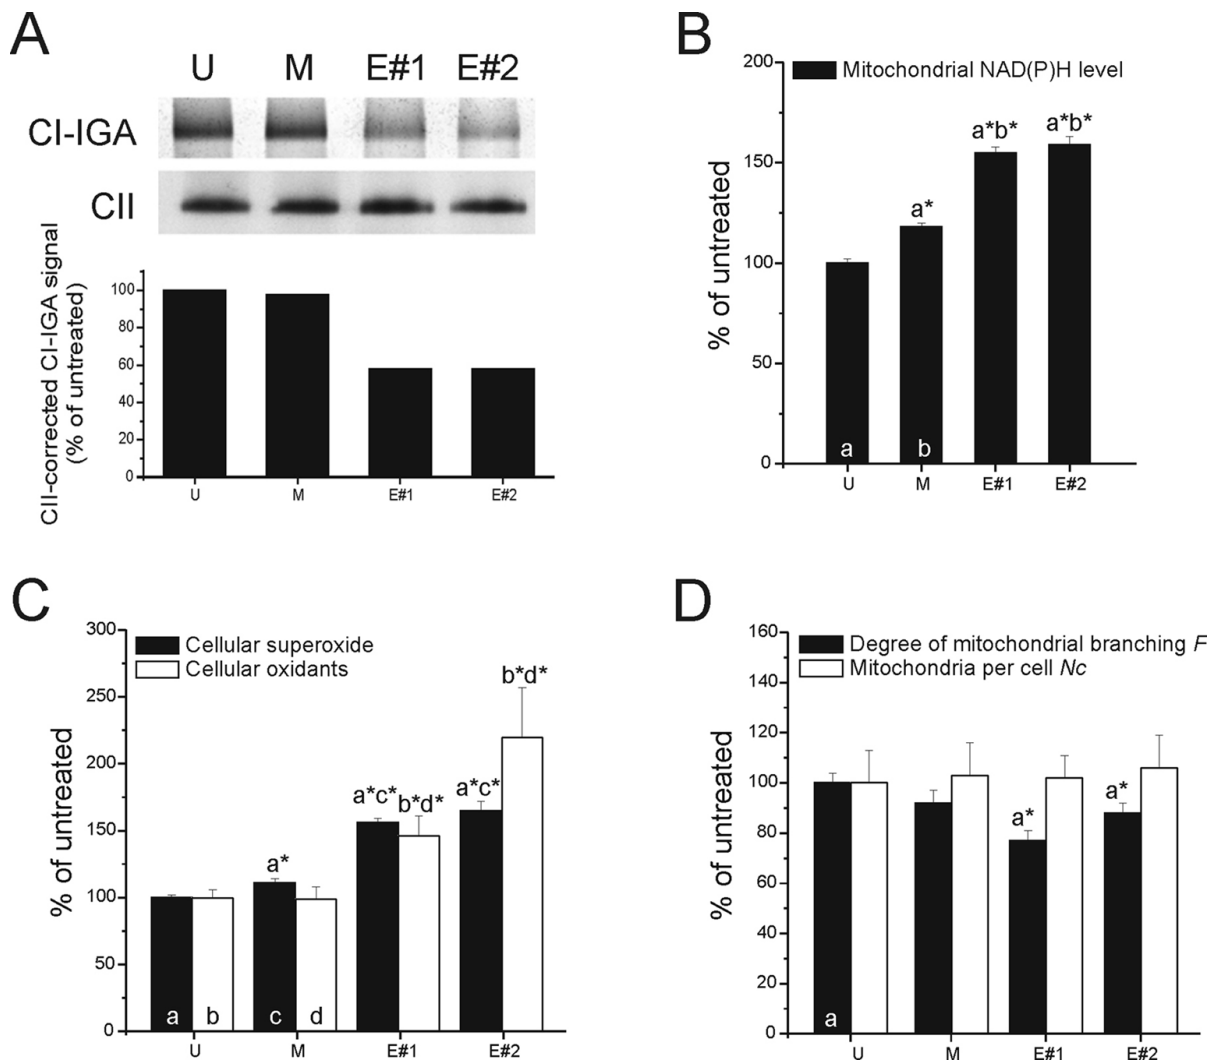 A
U M E#1 E#2
CI-IGA
CII
CII-corrected CI-IGA signal
(% of untreated)
100
80
60
40
20
0
U M E#1 E#2
B
Mitochondrial NAD(P)H level
% of untreated
200
150
100
50
0
a*
a*b*
a*b*
a
b
U M E#1 E#2
C
Cellular superoxide
Cellular oxidants
% of untreated
300
250
200
150
100
50
0
a*
a*c*
b*d*
a*c*
b*d*
a b c d
U M E#1 E#2
D
Degree of mitochondrial branching F
Mitochondria per cell Nc
% of untreated
160
140
120
100
80
60
40
20
0
a*
a*
a
U M E#1 E#2